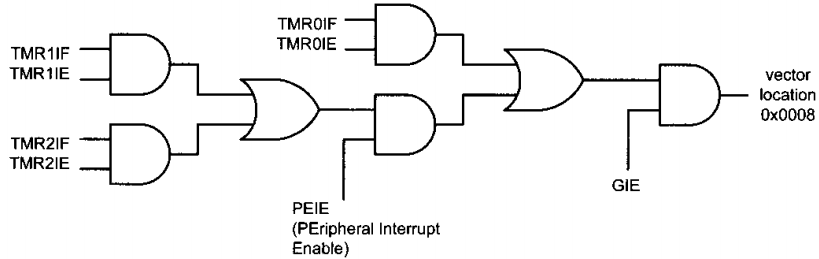 TMR1IF
TMR1IE
TMR2IF
TMR2IE
TMR0IF
TMR0IE
PEIE
(PEripheral Interrupt
Enable)
GIE
vector
location
0x0008